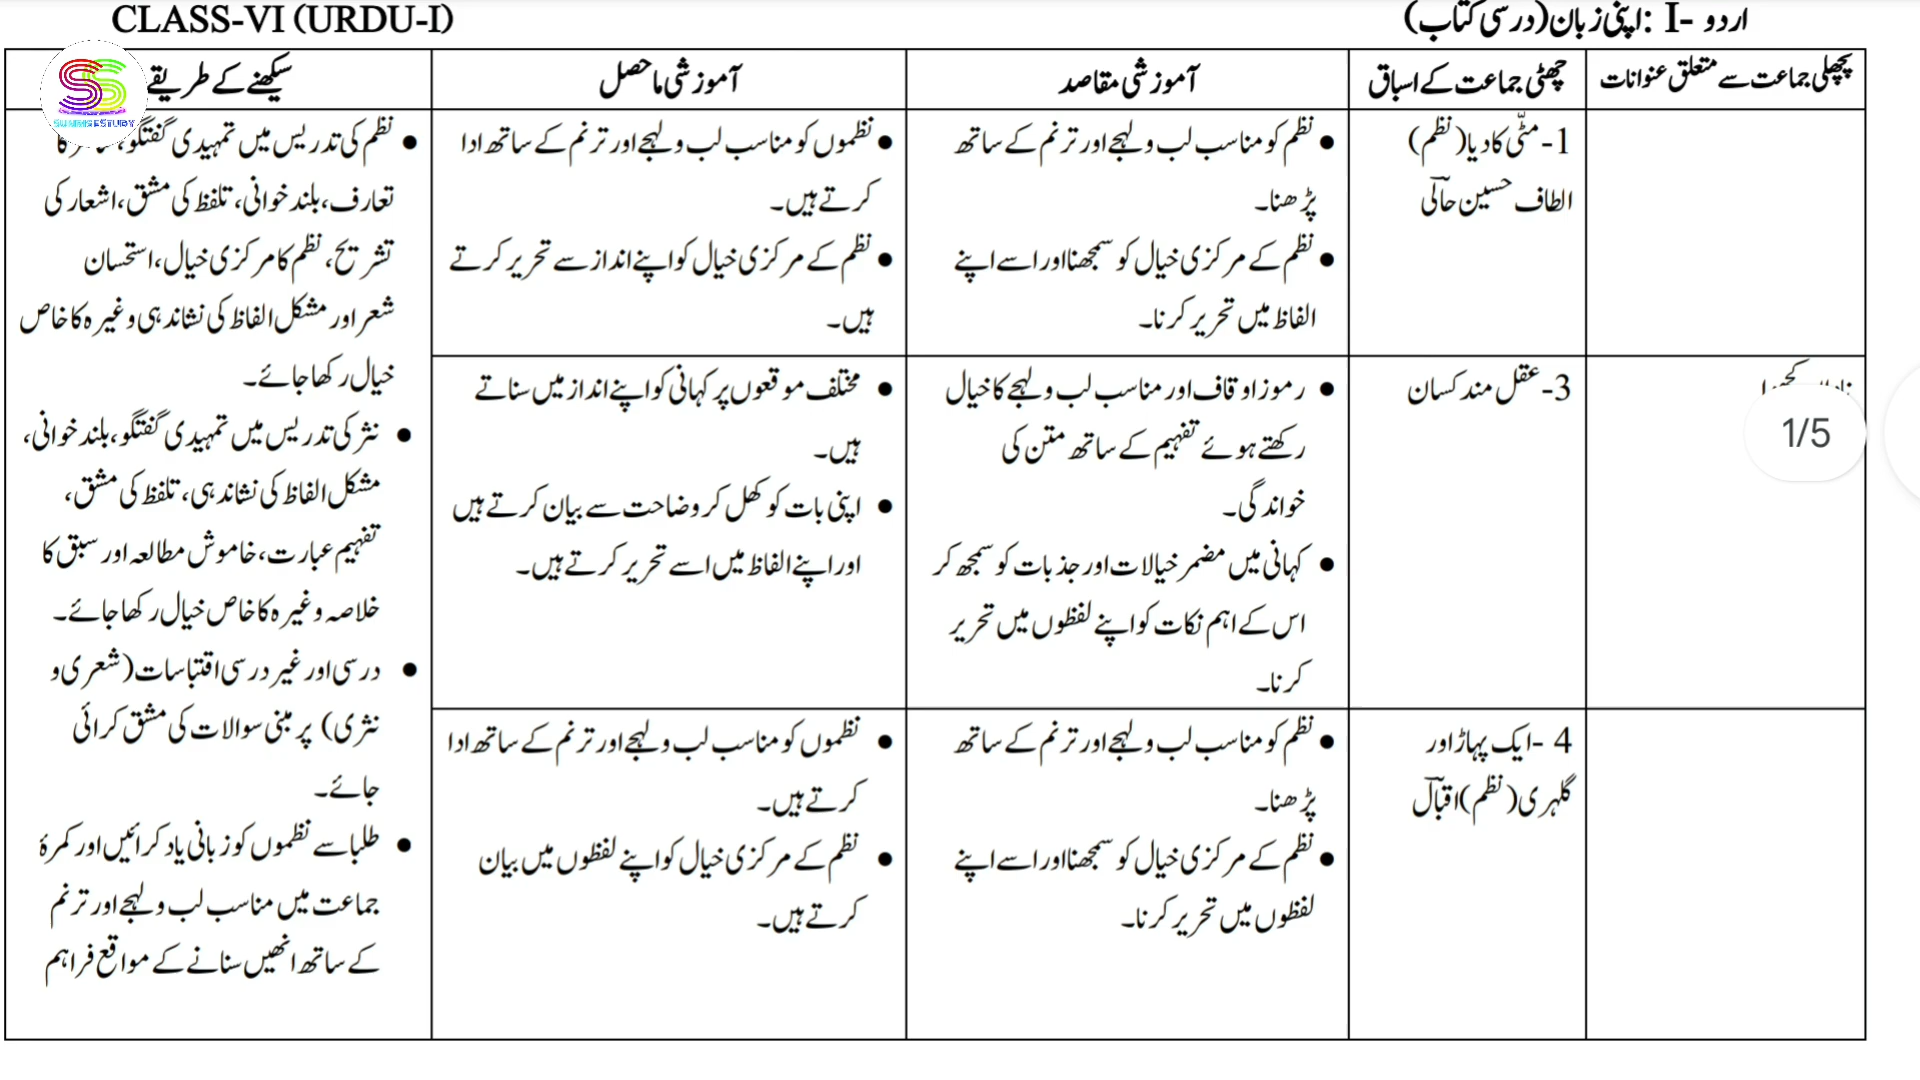 CLASS-VI (URDU-I)
اردو -I :اپنی زبان(درسی کتاب)
پچھلی جماعت سے متعلق عنوانات
چھٹی جماعت کے اسباق
آموزشی مقاصد
آموزشی ماحصل
سیکھنے کے طریقے
1-مٹّی کا دیا(نظم)
الطاف حسین حالؔی
● نظم کو مناسب لب و لہجے اور ترنم کے ساتھ
پڑھنا۔
● نظم کے مرکزی خیال کو سمجھنا اور اسے اپنے
الفاظ میں تحریر کرنا۔
● نظموں کو مناسب لب و لہجے اور ترنم کے ساتھ ادا
کرتے ہیں۔
● نظم کے مرکزی خیال کو اپنے انداز سے تحریر کرتے
ہیں۔
3-عقل مند کسان
● رموز اوقاف اور مناسب لب و لہجے کا خیال
رکھتے ہوئے تفہیم کے ساتھ متن کی
خواندگی۔
● کہانی میں مضمر خیالات اور جذبات کو سمجھ کر
اس کے اہم نکات کو اپنے لفظوں میں تحریر
کرنا۔
● مختلف موقعوں پر کہانی کو اپنے انداز میں سناتے
ہیں۔
● اپنی بات کو کھل کر وضاحت سے بیان کرتے ہیں
اور اپنے الفاظ میں اسے تحریر کرتے ہیں۔
4 -ایک پہاڑ اور
گلہری(نظم)اقباؔل
● نظم کو مناسب لب و لہجے اور ترنم کے ساتھ
پڑھنا۔
● نظم کے مرکزی خیال کو سمجھنا اور اسے اپنے
لفظوں میں تحریر کرنا۔
● نظموں کو مناسب لب و لہجے اور ترنم کے ساتھ ادا
کرتے ہیں۔
● نظم کے مرکزی خیال کو اپنے لفظوں میں بیان
کرتے ہیں۔
● نظم کی تدریس میں تمہیدی گفتگو،
تعارف، بلند خوانی، تلفظ کی مشق، اشعار کی
تشریح، نظم کا مرکزی خیال، استحسان
شعر اور مشکل الفاظ کی نشاندہی وغیرہ کا خاص
خیال رکھا جائے۔
● نثر کی تدریس میں تمہیدی گفتگو، بلند خوانی،
مشکل الفاظ کی نشاندہی، تلفظ کی مشق،
تفہیم عبارت، خاموش مطالعہ اور سبق کا
خلاصہ وغیرہ کا خاص خیال رکھا جائے۔
● درسی اور غیر درسی اقتباسات (شعری و
نثری) پر مبنی سوالات کی مشق کرائی
جائے۔
● طلبا سے نظموں کو زبانی یاد کرائیں اور کمرۂ
جماعت میں مناسب لب و لہجے اور ترنم
کے ساتھ انھیں سنانے کے مواقع فراہم
1/5
SUNRISESTUDY